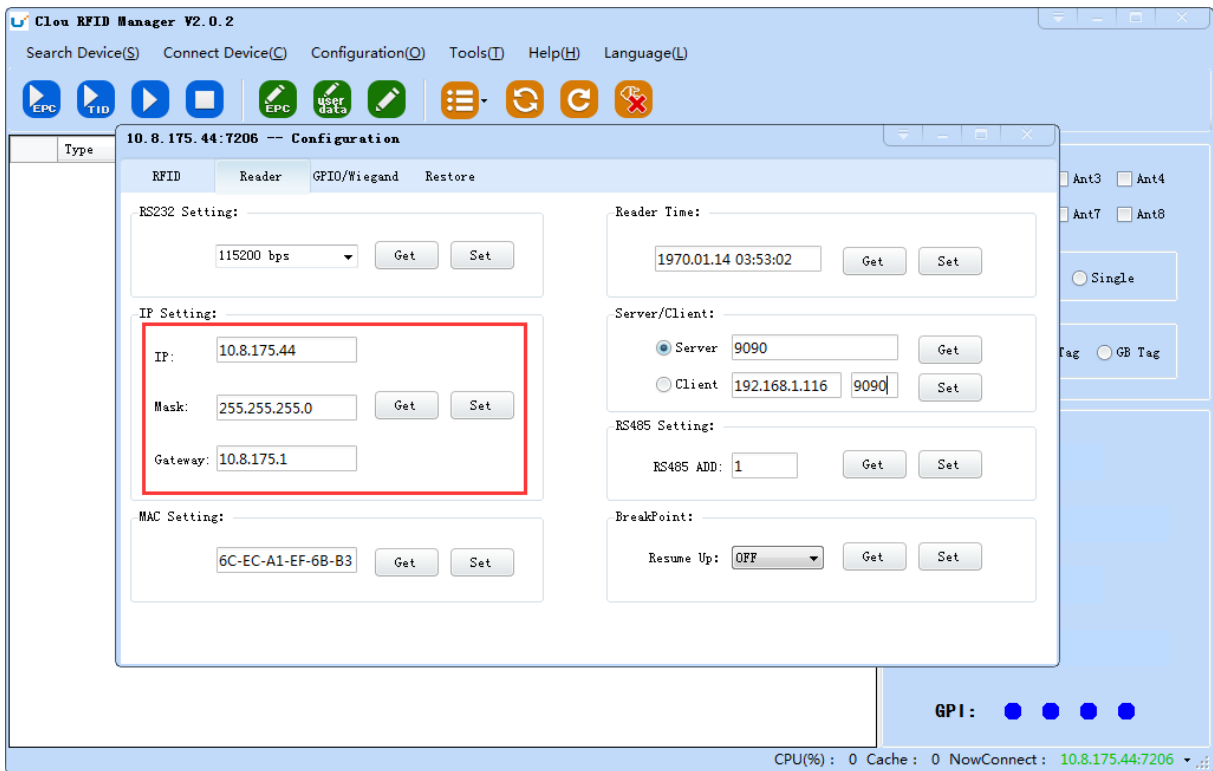 Clou RFID Manager V2.0.2
Search Device(S) Connect Device(C) Configuration(O) Tools(T) Help(H) Language(L)
EPC TID EPC user data
Type
10.8.175.44:7206 -- Configuration
RFID Reader GPIO/Wiegand Restore
RS232 Setting:
115200 bps Get Set
IP Setting:
IP: 10.8.175.44
Mask: 255.255.255.0 Get Set
Gateway: 10.8.175.1
MAC Setting:
6C-EC-A1-EF-6B-B3 Get Set
Reader Time:
1970.01.14 03:53:02 Get Set
Server/Client:
Server 9090 Get
Client 192.168.1.116 9090 Set
RS485 Setting:
RS485 ADD: 1 Get Set
BreakPoint:
Resume Up: OFF Get Set
Ant3 Ant4
Ant7 Ant8
Single
Tag GB Tag
GPI:
CPU(%) : 0 Cache : 0 NowConnect : 10.8.175.44:7206